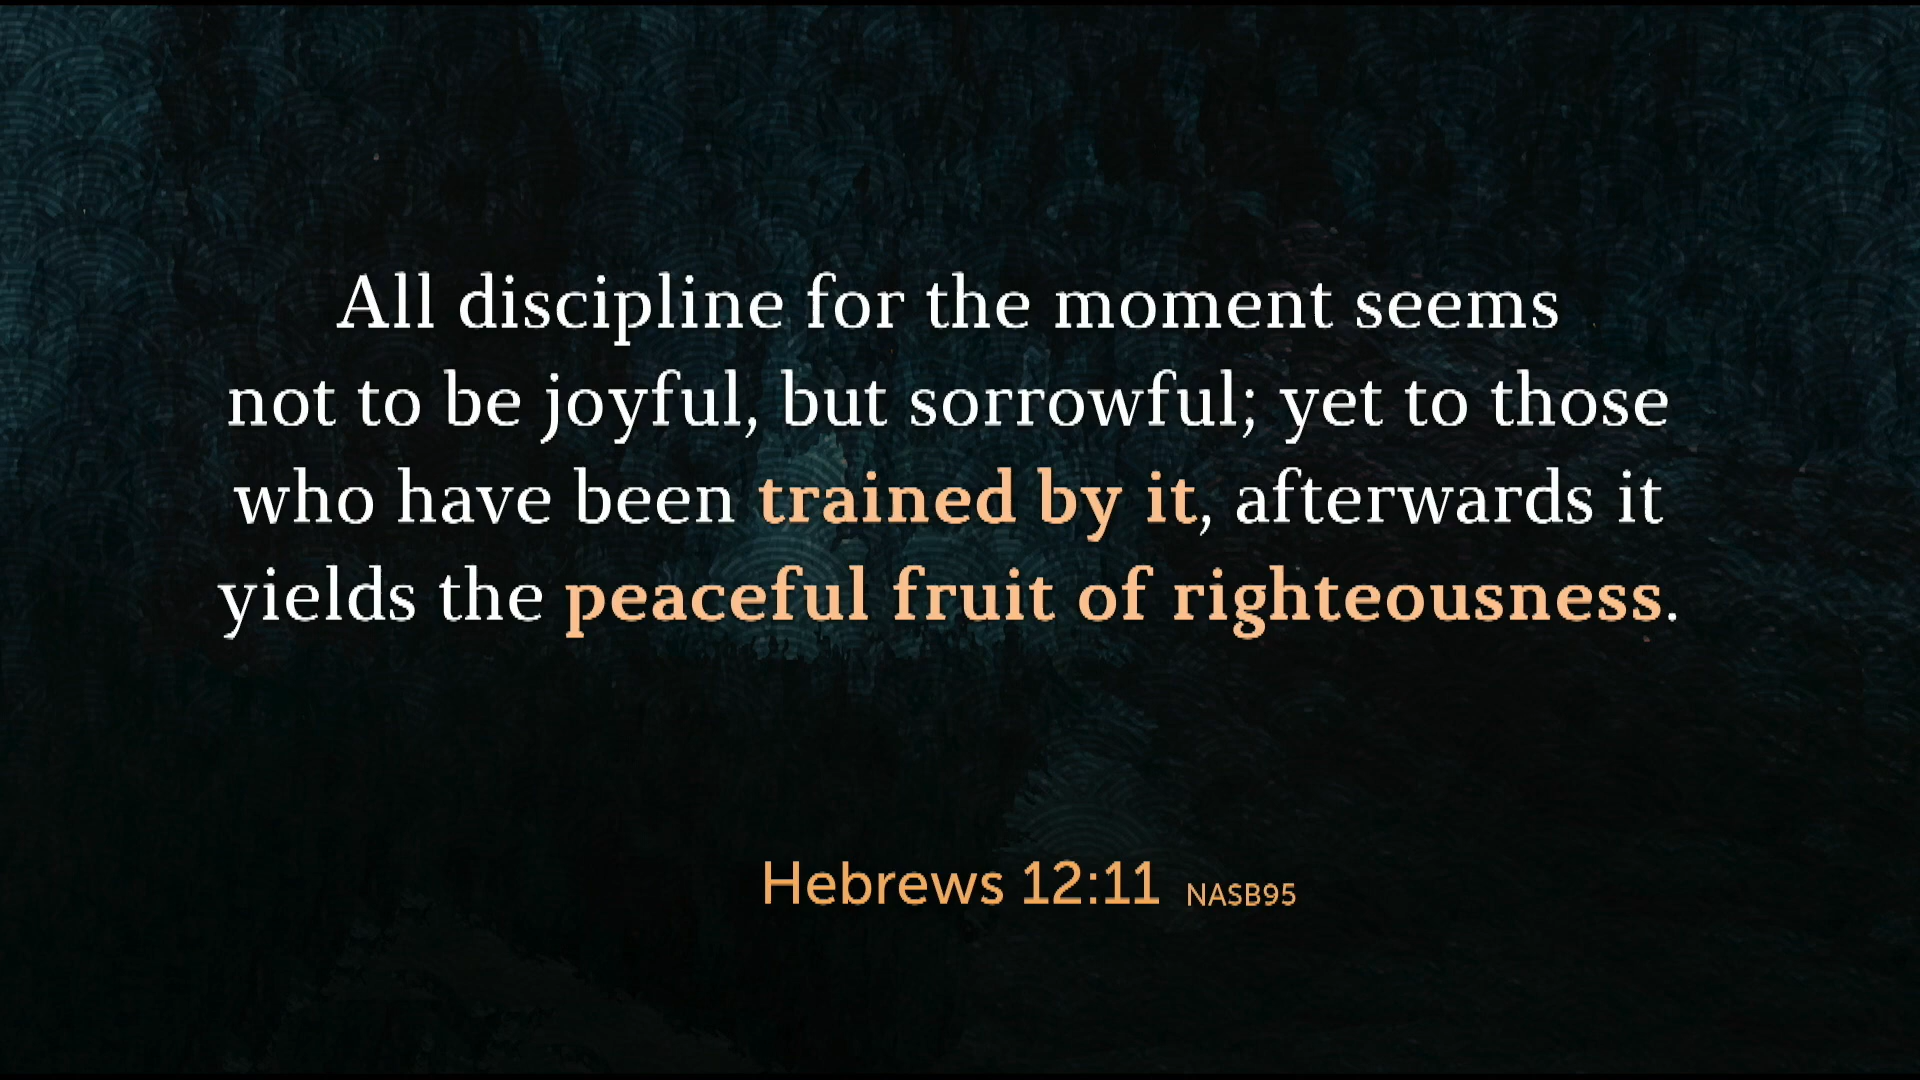 All discipline for the moment seems
not to be joyful, but sorrowful; yet to those
who have been trained by it, afterwards it
yields the peaceful fruit of righteousness.
Hebrews 12:11 NASB95